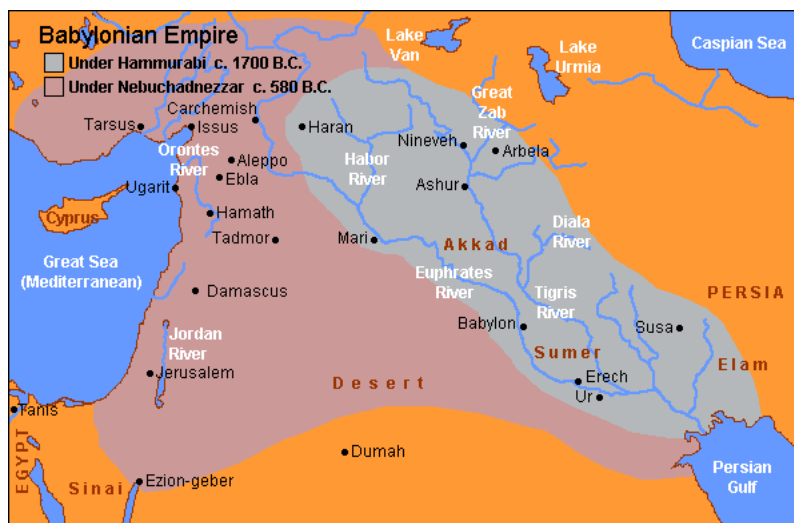 Babylonian Empire
Under Hammurabi c. 1700 B.C.
Under Nebuchadnezzar c. 580 B.C.
Lake
Van
Lake
Urmia
Caspian Sea
Carchemish
Tarsus
Issus
Haran
Great
Zab
River
Nineveh
Arbela
Orontes
River
Aleppo
Ebla
Habor
River
Ashur
Ugarit
Cyprus
Hamath
Tadmor
Mari
Akkad
Diala
River
Great Sea
(Mediterranean)
Euphrates
River
Damascus
Tigris
River
PERSIA
Babylon
Susa
Jordan
River
Sumer
Elam
Jerusalem
Desert
Erech
Ur
Tanis
EGYPT
Dumah
Sinai
Ezion-geber
Persian
Gulf